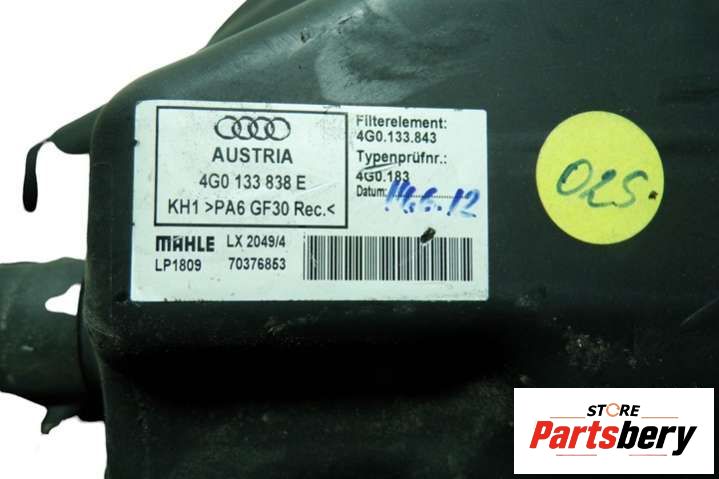 AUSTRIA
4G0 133 838 E
KH1 >PA6 GF30 Rec.<
Filterelement:
4G0.133.843
Typenprüfnr.:
4G0.183
Datum: 14.6.12
MAHLE LX 2049/4
LP1809 70376853
025
STORE
Partsbery